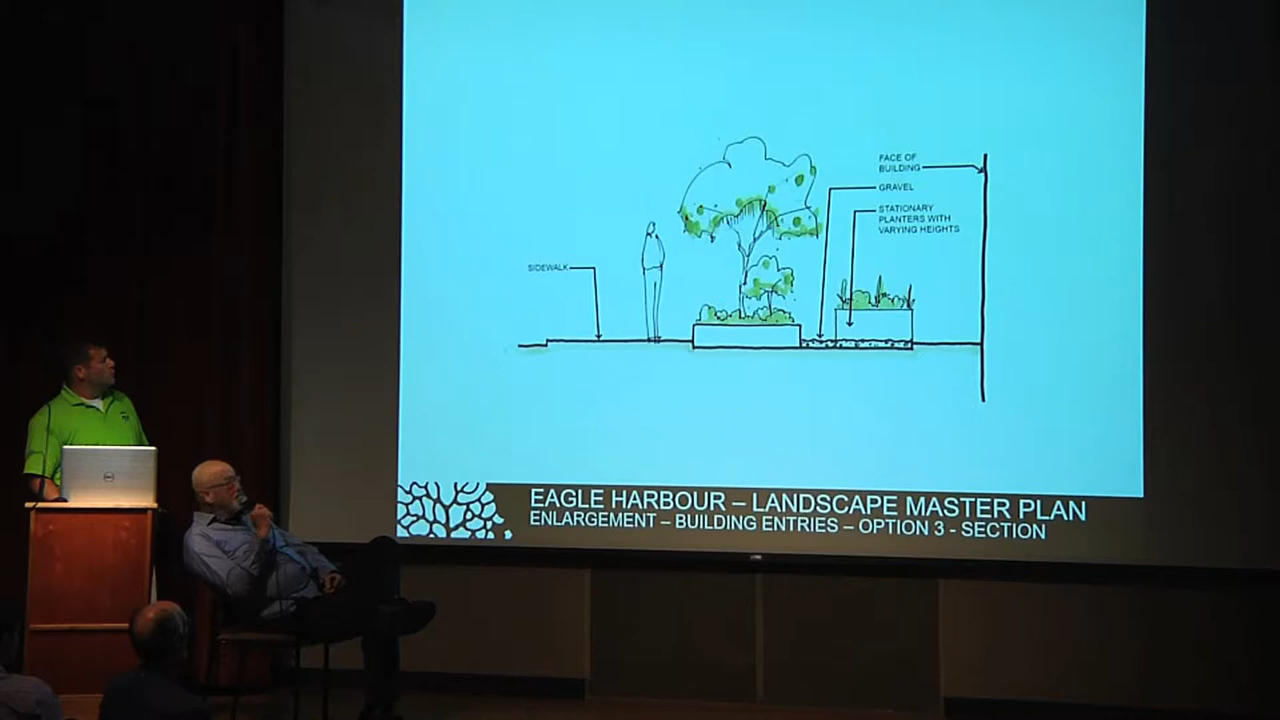 FACE OF
BUILDING
GRAVEL
STATIONARY
PLANTERS WITH
VARYING HEIGHTS
SIDEWALK
EAGLE HARBOUR – LANDSCAPE MASTER PLAN
ENLARGEMENT – BUILDING ENTRIES – OPTION 3 - SECTION